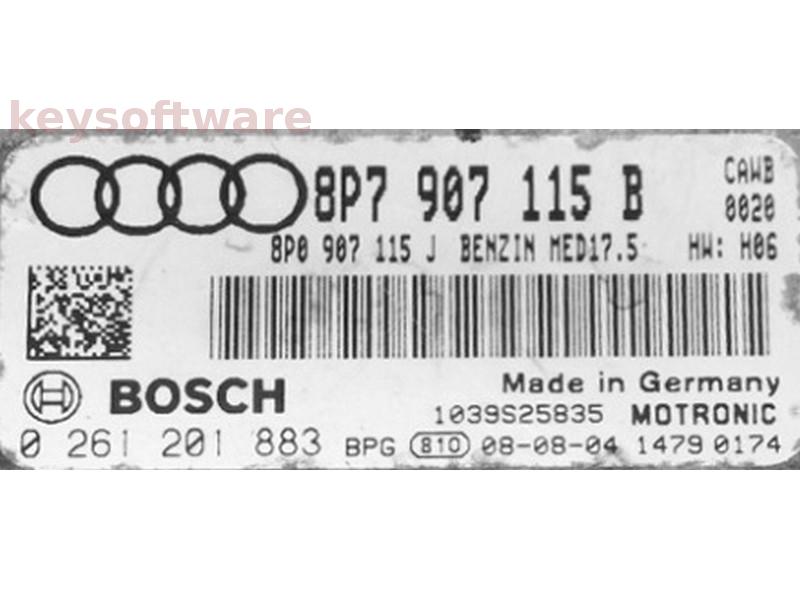 keysoftware
8P7 907 115 B CAWB
0020
8P0 907 115 J BENZIN MED17.5 HW: H06
BOSCH Made in Germany
1039S25835 MOTRONIC
0 261 201 883 BPG 810 08-08-04 1479 0174